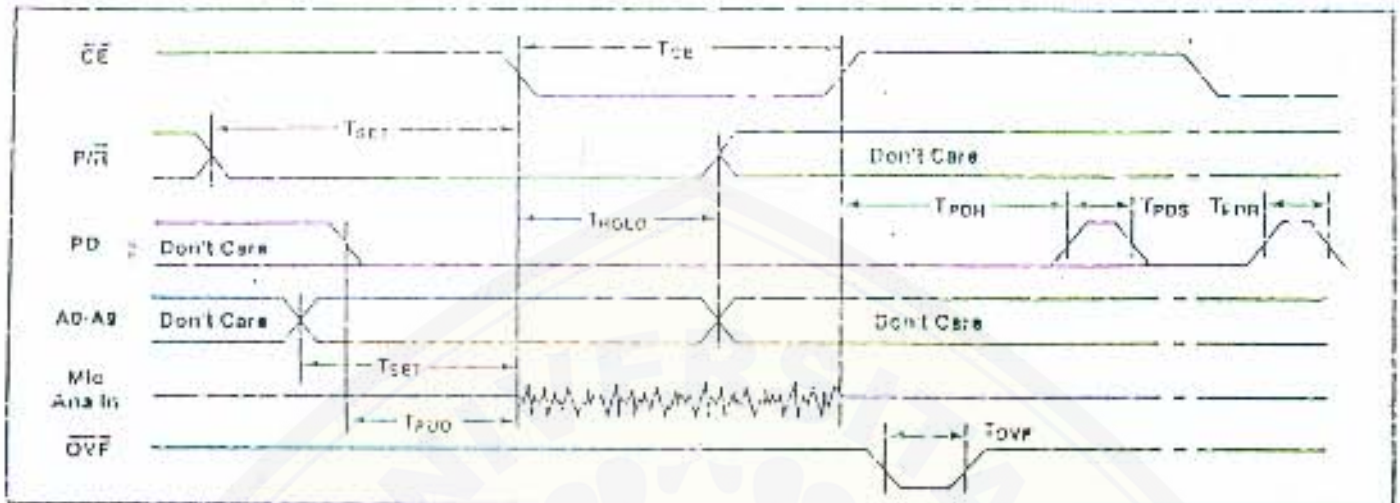 CE
TCE
P/R
TSET
Don't Care
PD
Don't Care
THOLD
TPDH
TPDS
TPDR
A0-A9
Don't Care
TSET
Don't Care
Mic
Ana In
TPUD
OVF
TOVF
UNIVERSITA